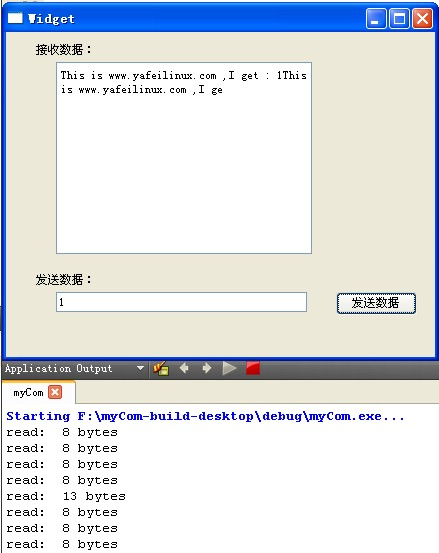 Widget
接收数据：
This is www.yafeilinux.com ,I get : 1This
is www.yafeilinux.com ,I ge
发送数据：
1
发送数据
Application Output
myCom
Starting F:\myCom-build-desktop\debug\myCom.exe...
read:  8 bytes
read:  8 bytes
read:  8 bytes
read:  8 bytes
read:  13 bytes
read:  8 bytes
read:  8 bytes
read:  8 bytes